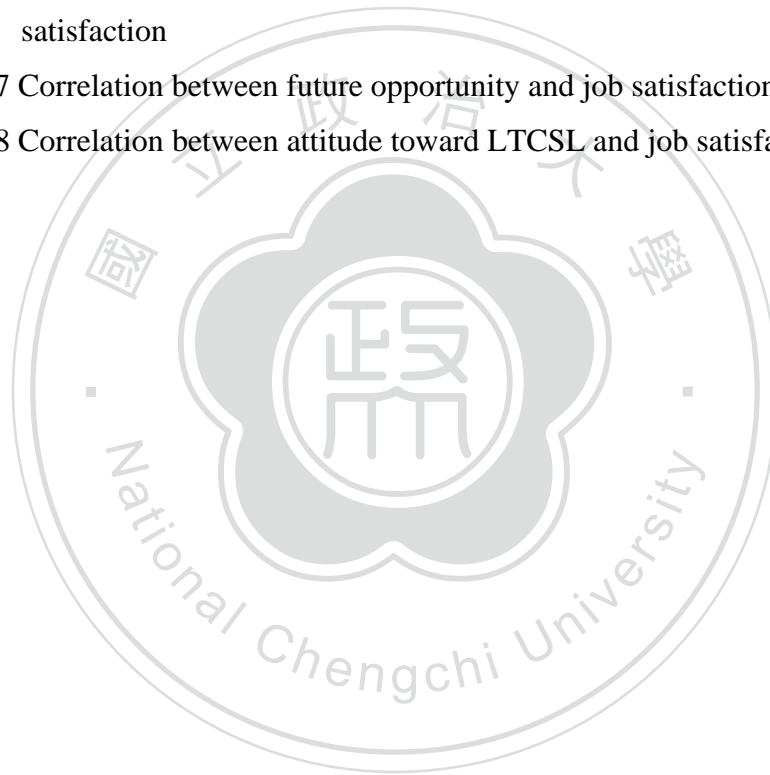 satisfaction
7 Correlation between future opportunity and job satisfaction
8 Correlation between attitude toward LTCSL and job satisfa
國立政治大學
政
National Chengchi University